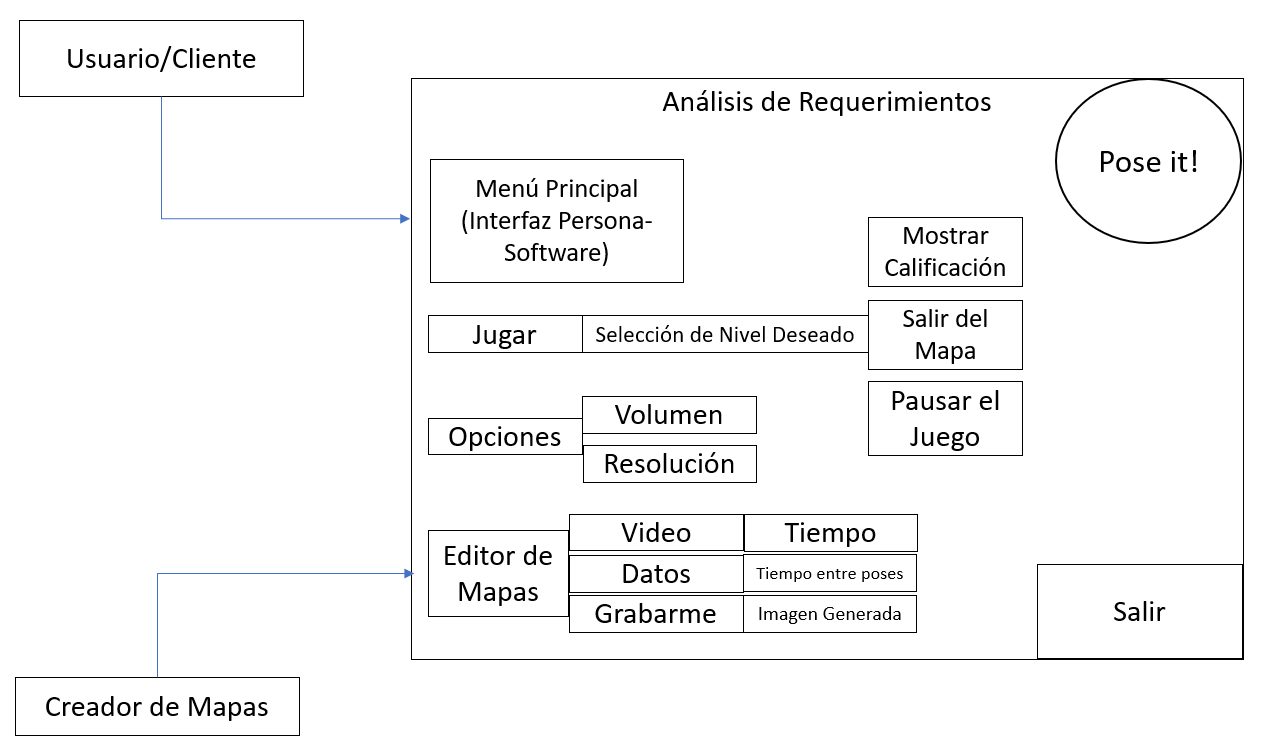 Usuario/Cliente
Análisis de Requerimientos
Pose it!
Menú Principal
(Interfaz Persona-
Software)
Mostrar
Calificación
Jugar
Selección de Nivel Deseado
Salir del
Mapa
Pausar el
Juego
Opciones
Volumen
Resolución
Editor de
Mapas
Video
Tiempo
Datos
Tiempo entre poses
Grabarme
Imagen Generada
Salir
Creador de Mapas